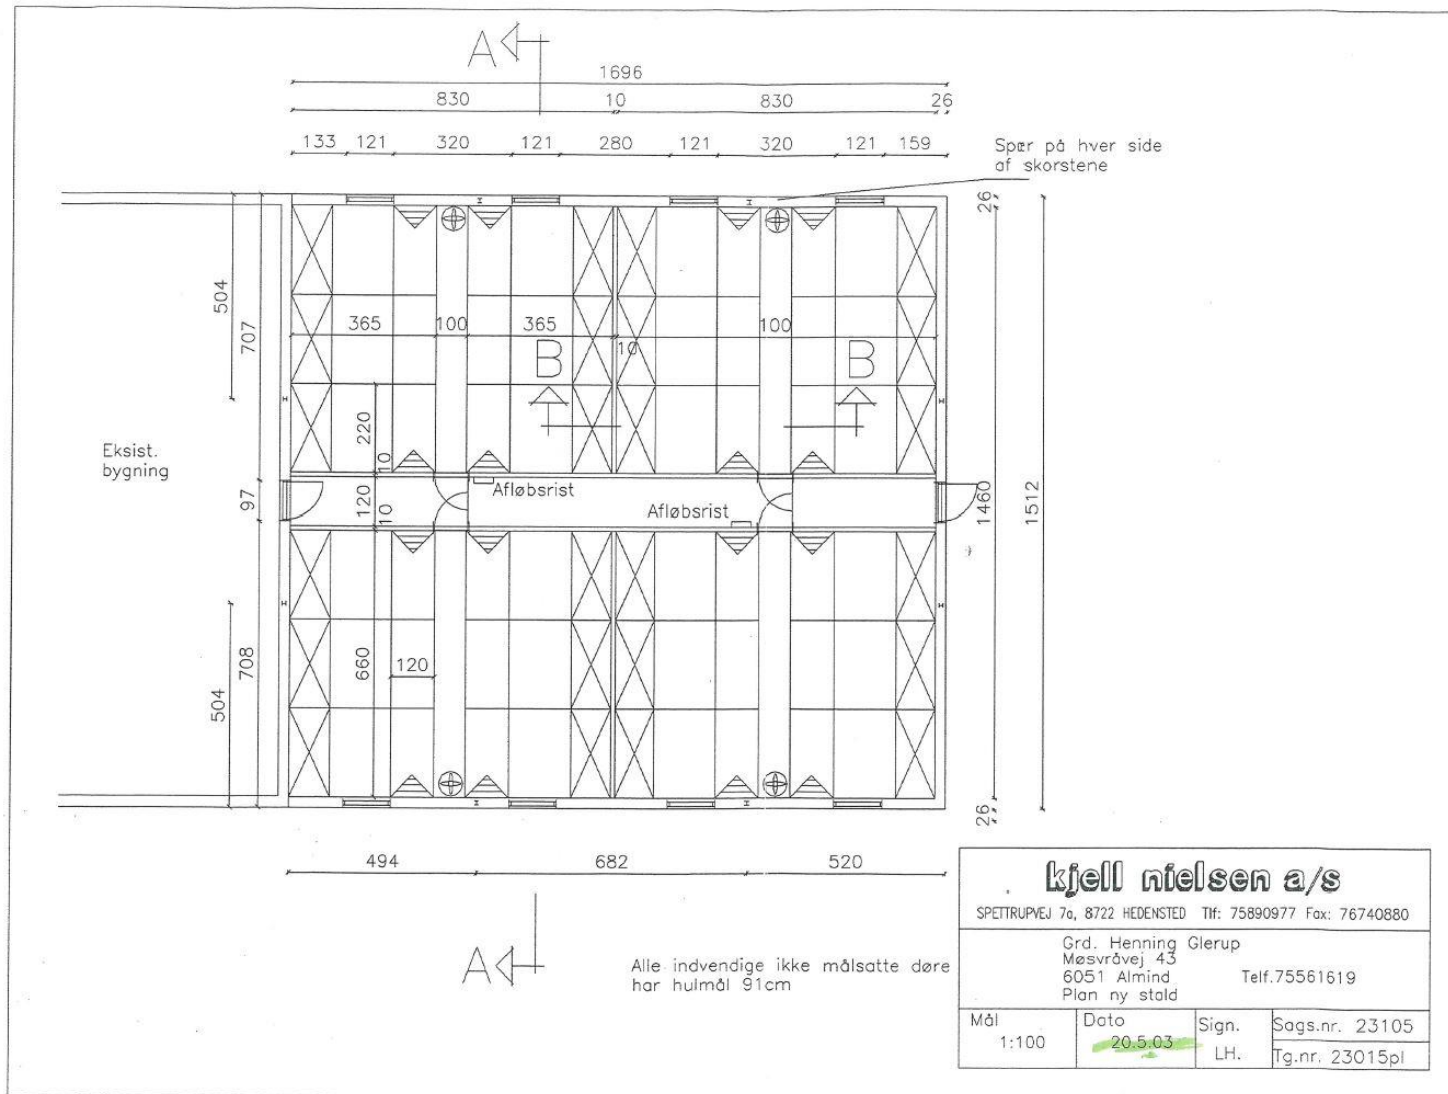 A
1696
830 10 830 26
133 121 320 121 280 121 320 121 159
Spær på hver side
af skorstene
26
504
707
365 100 365 100
10
B B
220
10
Eksist.
bygning
97
120
10
Afløbsrist
Afløbsrist
1460
1512
660
120
708
504
26
494 682 520
A
Alle indvendige ikke målsatte døre
har hulmål 91cm
kjell nielsen a/s
SPETTRUPVEJ 7a, 8722 HEDENSTED Tlf: 75890977 Fax: 76740880
Grd. Henning Glerup
Møsvråvej 43
6051 Almind Telf.75561619
Plan ny stald
Mål
1:100
Dato
20.5.03
Sign.
LH.
Sags.nr. 23105
Tg.nr. 23015pl